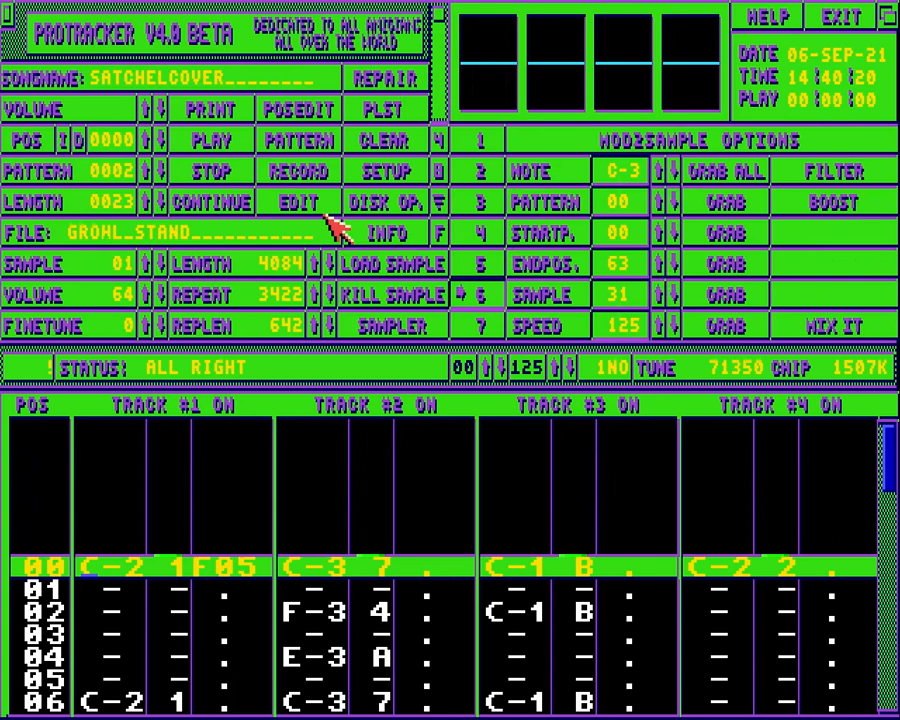 PROTRACKER V4.0 BETA DEDICATED TO ALL AMIGIANS
ALL OVER THE WORLD
HELP EXIT
DATE 06-SEP-21
TIME 14:40:20
PLAY 00:00:00
SONGNAME: SATCHELCOVER_______ REPAIR
VOLUME PRINT POSEDIT PLST
POS I D 0000 PLAY PATTERN CLEAR 1 MOD2SAMPLE OPTIONS
PATTERN 0002 STOP RECORD SETUP 2 NOTE C-3 GRAB ALL FILTER
LENGTH 0023 CONTINUE EDIT DISK OP. 3 PATTERN 00 GRAB BOOST
FILE: GROHL_STAND___________ INFO F 4 STARTP. 00 GRAB
SAMPLE 01 LENGTH 4084 LOAD SAMPLE 5 ENDPOS. 63 GRAB
VOLUME 64 REPEAT 3422 KILL SAMPLE 6 SAMPLE 31 GRAB
FINETUNE 0 REPLEN 642 SAMPLER 7 SPEED 125 GRAB MIX IT
! STATUS: ALL RIGHT 00 125 1NO TUNE 71350 CHIP 1507K
POS TRACK #1 ON TRACK #2 ON TRACK #3 ON TRACK #4 ON
00 C-2 1F05 C-3 7 . C-1 B . C-2 2 .
01 - - . - - . - - . - - .
02 - - . F-3 4 . C-1 B . - - .
03 - - . - - . - - . - - .
04 - - . E-3 A . - - . - - .
05 - - . - - . - - . - - .
06 C-2 1 . C-3 7 . C-1 B . - - .